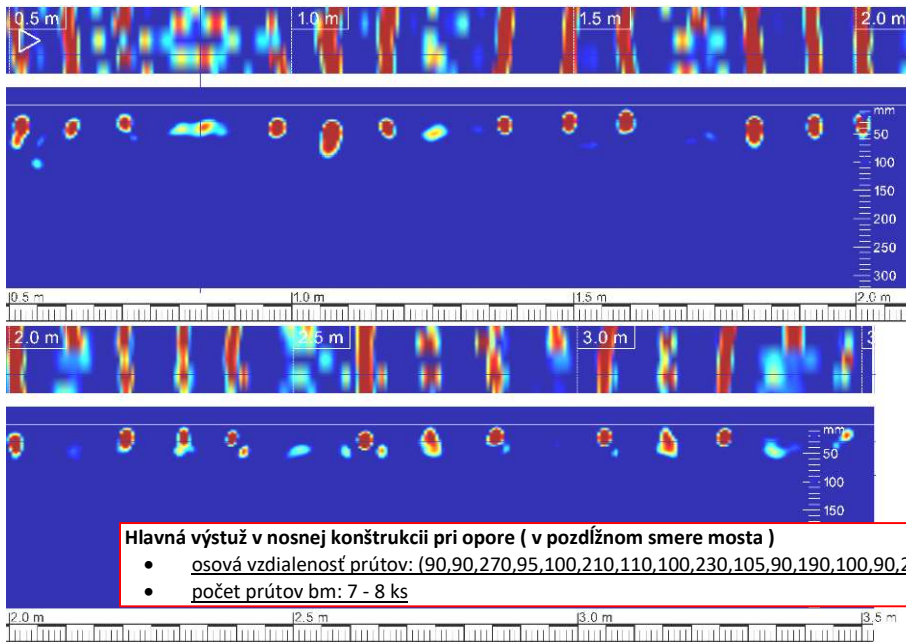 0.5 m 1.0 m 1.5 m 2.0 m
mm
50
100
150
200
250
300
0.5 m 1.0 m 1.5 m 2.0 m
2.0 m 2.5 m 3.0 m 3
mm
50
100
150
Hlavná výstuž v nosnej konštrukcii pri opore ( v pozdĺžnom smere mosta )
• osová vzdialenosť prútov: (90,90,270,95,100,210,110,100,230,105,90,190,100,90,2
• počet prútov bm: 7 - 8 ks
2.0 m 2.5 m 3.0 m 3.5 m